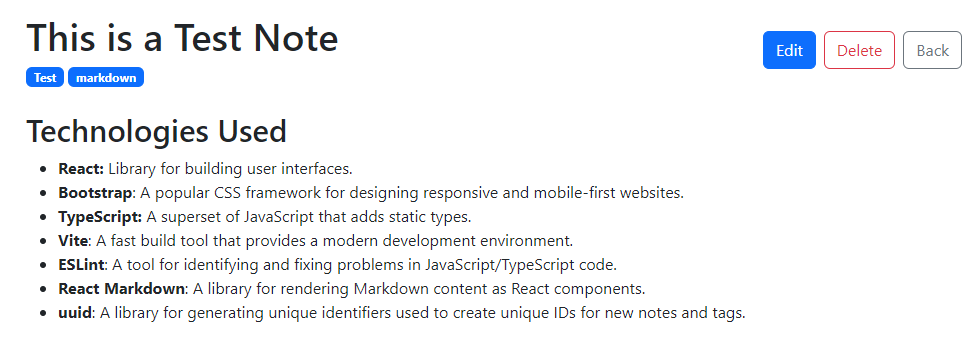 This is a Test Note
Edit Delete Back
Test markdown
Technologies Used
React: Library for building user interfaces.
Bootstrap: A popular CSS framework for designing responsive and mobile-first websites.
TypeScript: A superset of JavaScript that adds static types.
Vite: A fast build tool that provides a modern development environment.
ESLint: A tool for identifying and fixing problems in JavaScript/TypeScript code.
React Markdown: A library for rendering Markdown content as React components.
uuid: A library for generating unique identifiers used to create unique IDs for new notes and tags.